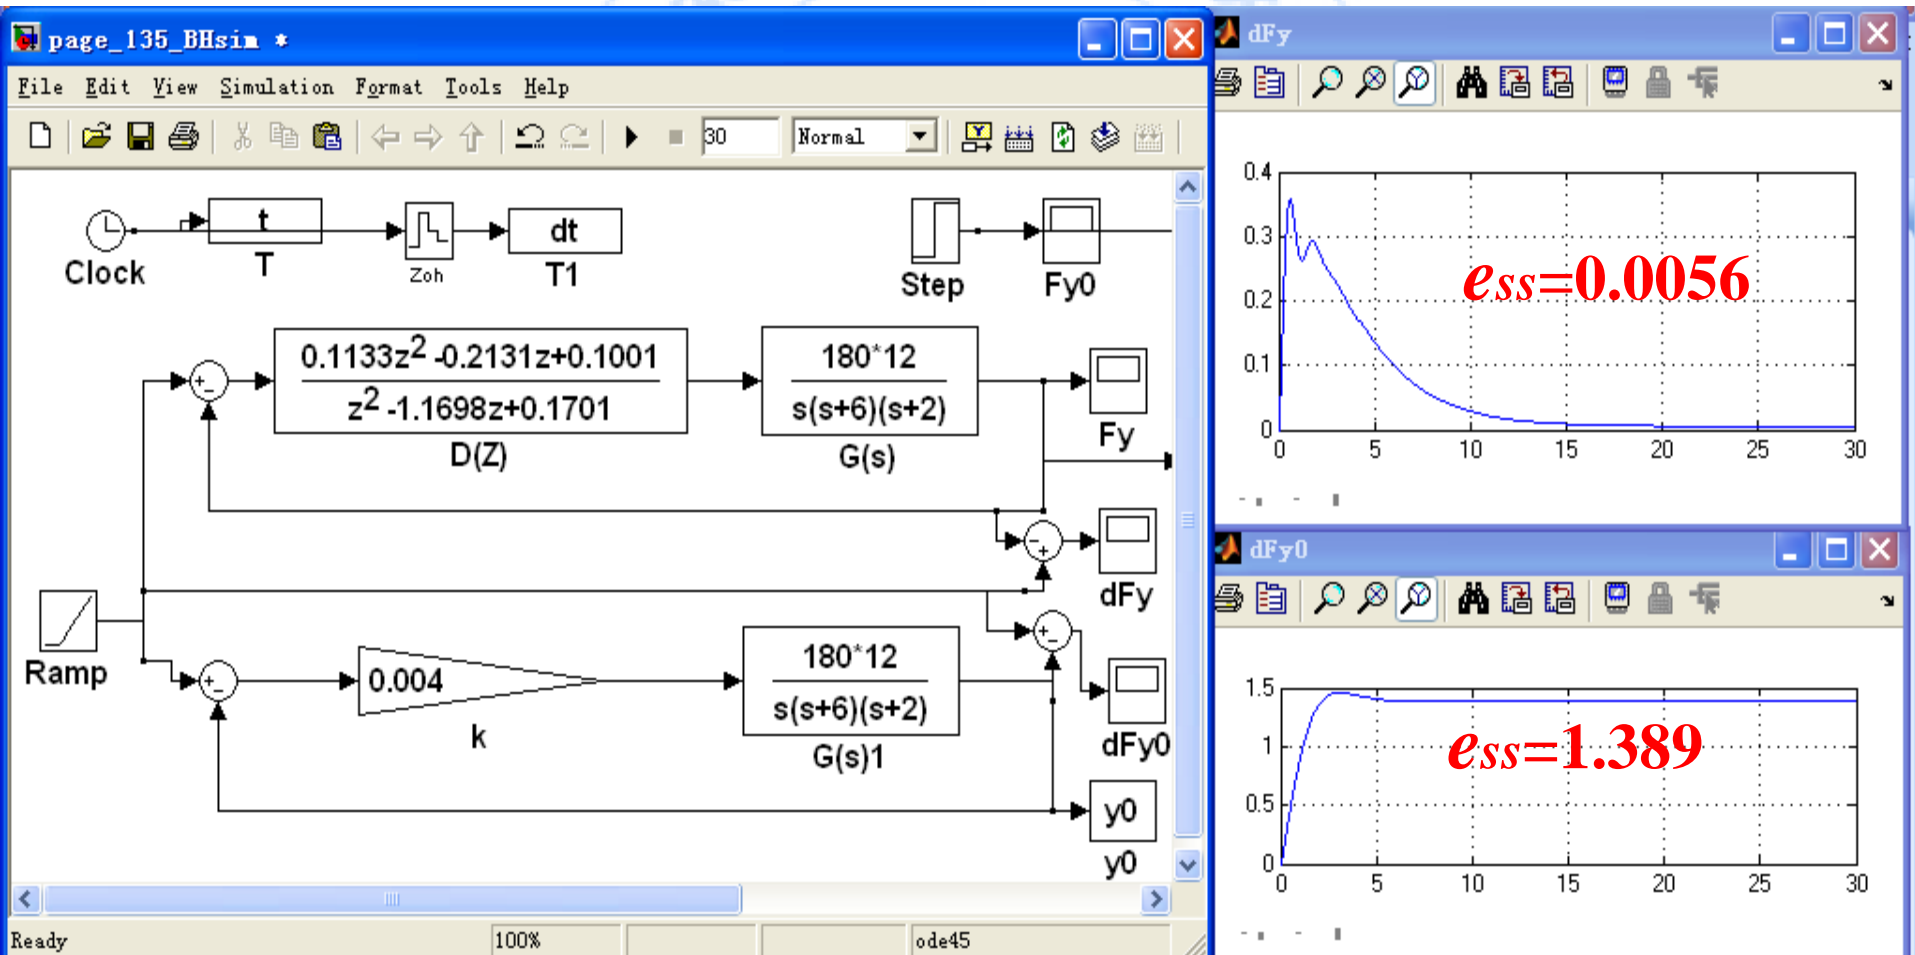 page_135_BHsim *
File Edit View Simulation Format Tools Help
30 Normal
t
T
Clock
Zoh
dt
T1
Step
Fy0
0.1133z2 -0.2131z+0.1001
z2 -1.1698z+0.1701
D(Z)
180*12
s(s+6)(s+2)
G(s)
Fy
dFy
Ramp
0.004
k
180*12
s(s+6)(s+2)
G(s)1
dFy0
y0
y0
Ready 100% ode45
dFy
0.4
0.3
ess=0.0056
0.2
0.1
0
0 5 10 15 20 25 30
dFy0
1.5
1
ess=1.389
0.5
0
0 5 10 15 20 25 30